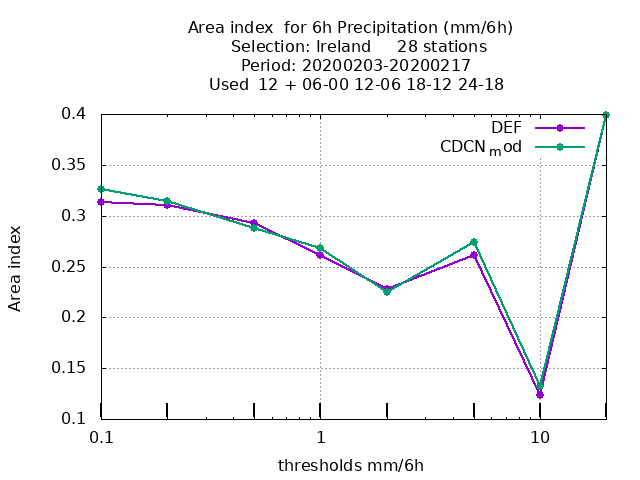 Area index  for 6h Precipitation (mm/6h)
Selection: Ireland     28 stations
Period: 20200203-20200217
Used  12 + 06-00 12-06 18-12 24-18
DEF
CDCNmod
0.4
0.35
0.3
0.25
0.2
0.15
0.1
Area index
0.1 1 10
thresholds mm/6h